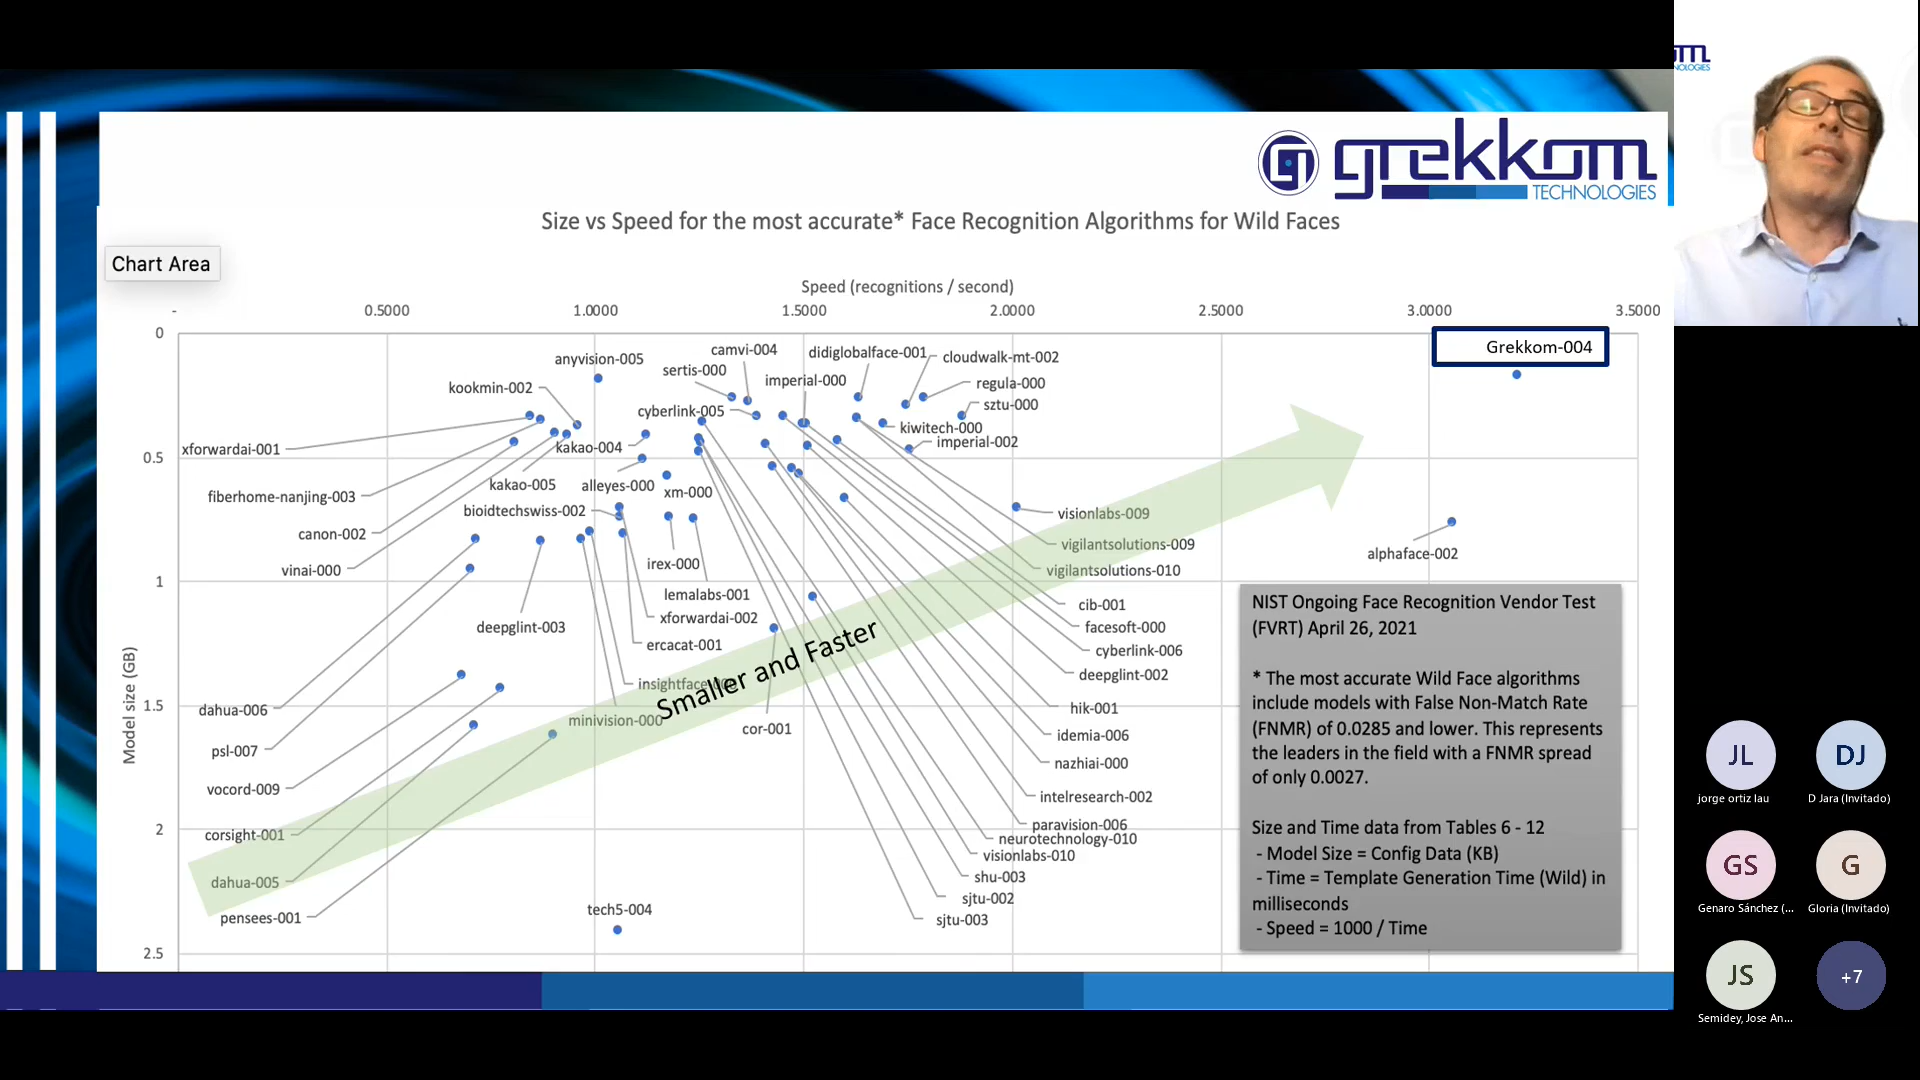 grekkom
TECHNOLOGIES
Size vs Speed for the most accurate* Face Recognition Algorithms for Wild Faces
Chart Area
Speed (recognitions / second)
-
0.5000
1.0000
1.5000
2.0000
2.5000
3.0000
3.5000
0
0.5
1
1.5
2
2.5
Model size (GB)
Grekkom-004
anyvision-005
camvi-004
didiglobalface-001
cloudwalk-mt-002
sertis-000
imperial-000
regula-000
kookmin-002
cyberlink-005
sztu-000
kiwitech-000
imperial-002
xforwardai-001
kakao-004
fiberhome-nanjing-003
kakao-005
alleyes-000
xm-000
bioidtechswiss-002
visionlabs-009
canon-002
vigilantsolutions-009
alphaface-002
vinai-000
irex-000
vigilantsolutions-010
lemalabs-001
cib-001
deepglint-003
xforwardai-002
facesoft-000
ercacat-001
cyberlink-006
Smaller and Faster
deepglint-002
minivision-000
dahua-006
hik-001
psl-007
cor-001
idemia-006
nazhiai-000
vocord-009
intelresearch-002
corsight-001
paravision-006
neurotechnology-010
visionlabs-010
dahua-005
shu-003
sjtu-002
pensees-001
tech5-004
sjtu-003
NIST Ongoing Face Recognition Vendor Test
(FVRT) April 26, 2021
* The most accurate Wild Face algorithms
include models with False Non-Match Rate
(FNMR) of 0.0285 and lower. This represents
the leaders in the field with a FNMR spread
of only 0.0027.
Size and Time data from Tables 6 - 12
- Model Size = Config Data (KB)
- Time = Template Generation Time (Wild) in
milliseconds
- Speed = 1000 / Time
JL
jorge ortiz lau
DJ
D Jara (Invitado)
GS
Genaro Sánchez (...
G
Gloria (Invitado)
JS
Semidey, Jose An...
+7